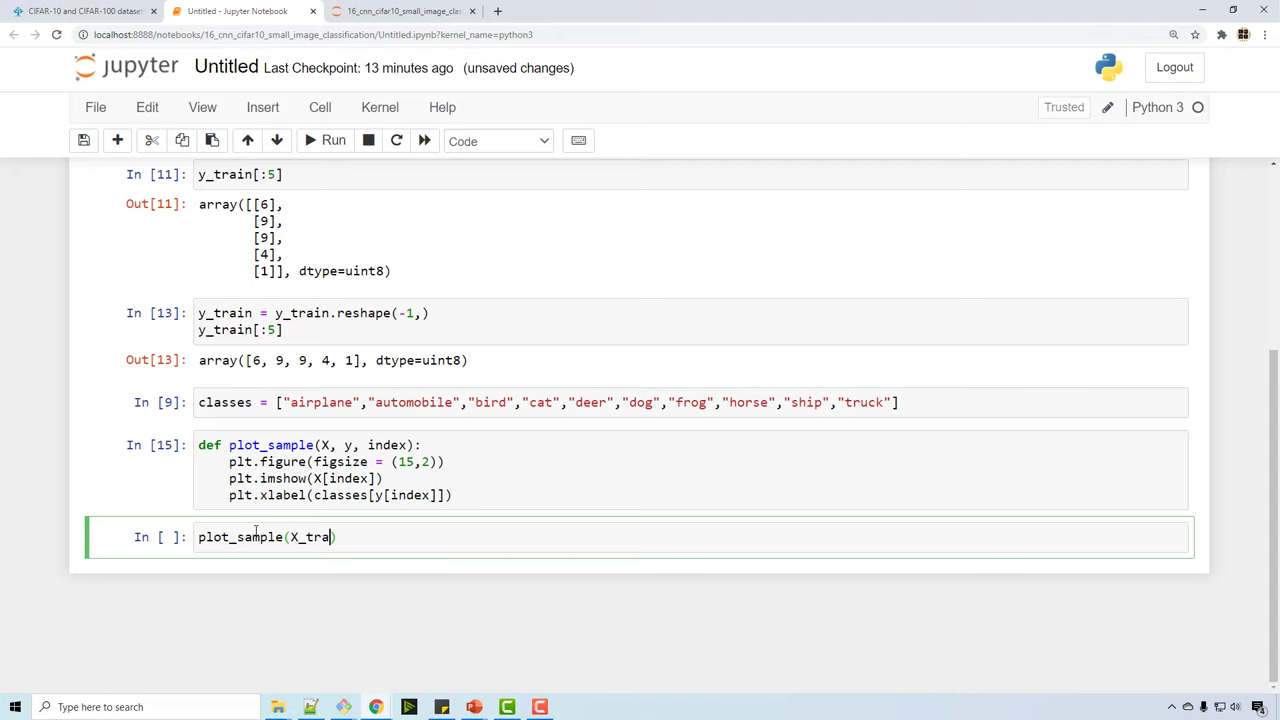 CIFAR-10 and CIFAR-100 dataset
Untitled - Jupyter Notebook
16_cnn_cifar10_small_image_clas
localhost:8888/notebooks/16_cnn_cifar10_small_image_classification/Untitled.ipynb?kernel_name=python3
jupyter Untitled Last Checkpoint: 13 minutes ago (unsaved changes)
Logout
File Edit View Insert Cell Kernel Help
Trusted
Python 3
Run
Code
In [11]: y_train[:5]
Out[11]: array([[6],
[9],
[9],
[4],
[1]], dtype=uint8)
In [13]: y_train = y_train.reshape(-1,)
y_train[:5]
Out[13]: array([6, 9, 9, 4, 1], dtype=uint8)
In [9]: classes = ["airplane","automobile","bird","cat","deer","dog","frog","horse","ship","truck"]
In [15]: def plot_sample(X, y, index):
plt.figure(figsize = (15,2))
plt.imshow(X[index])
plt.xlabel(classes[y[index]])
In [ ]: plot_sample(X_tra)
Type here to search
4